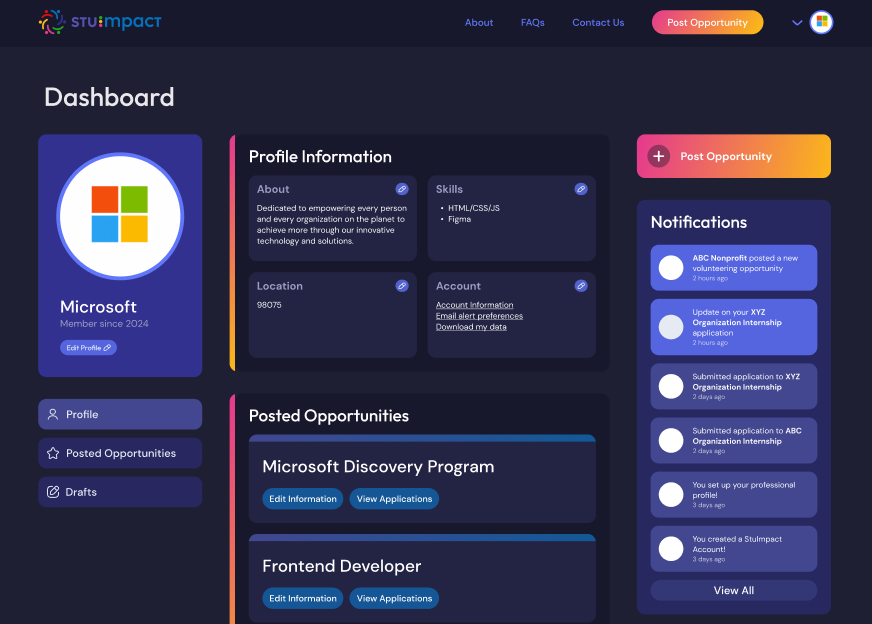 STUIMPACT
About
FAQs
Contact Us
Post Opportunity
Dashboard
Microsoft
Member since 2024
Edit Profile
Profile
Posted Opportunities
Drafts
Profile Information
About
Dedicated to empowering every person
and every organization on the planet to
achieve more through our innovative
technology and solutions.
Skills
• HTML/CSS/JS
• Figma
Location
98075
Account
Account Information
Email alert preferences
Download my data
Posted Opportunities
Microsoft Discovery Program
Edit Information
View Applications
Frontend Developer
Edit Information
View Applications
Post Opportunity
Notifications
ABC Nonprofit posted a new
volunteering opportunity
2 hours ago
Update on your XYZ
Organization Internship
application
2 hours ago
Submitted application to XYZ
Organization Internship
2 days ago
Submitted application to ABC
Organization Internship
2 days ago
You set up your professional
profile!
3 days ago
You created a StuImpact
Account!
3 days ago
View All